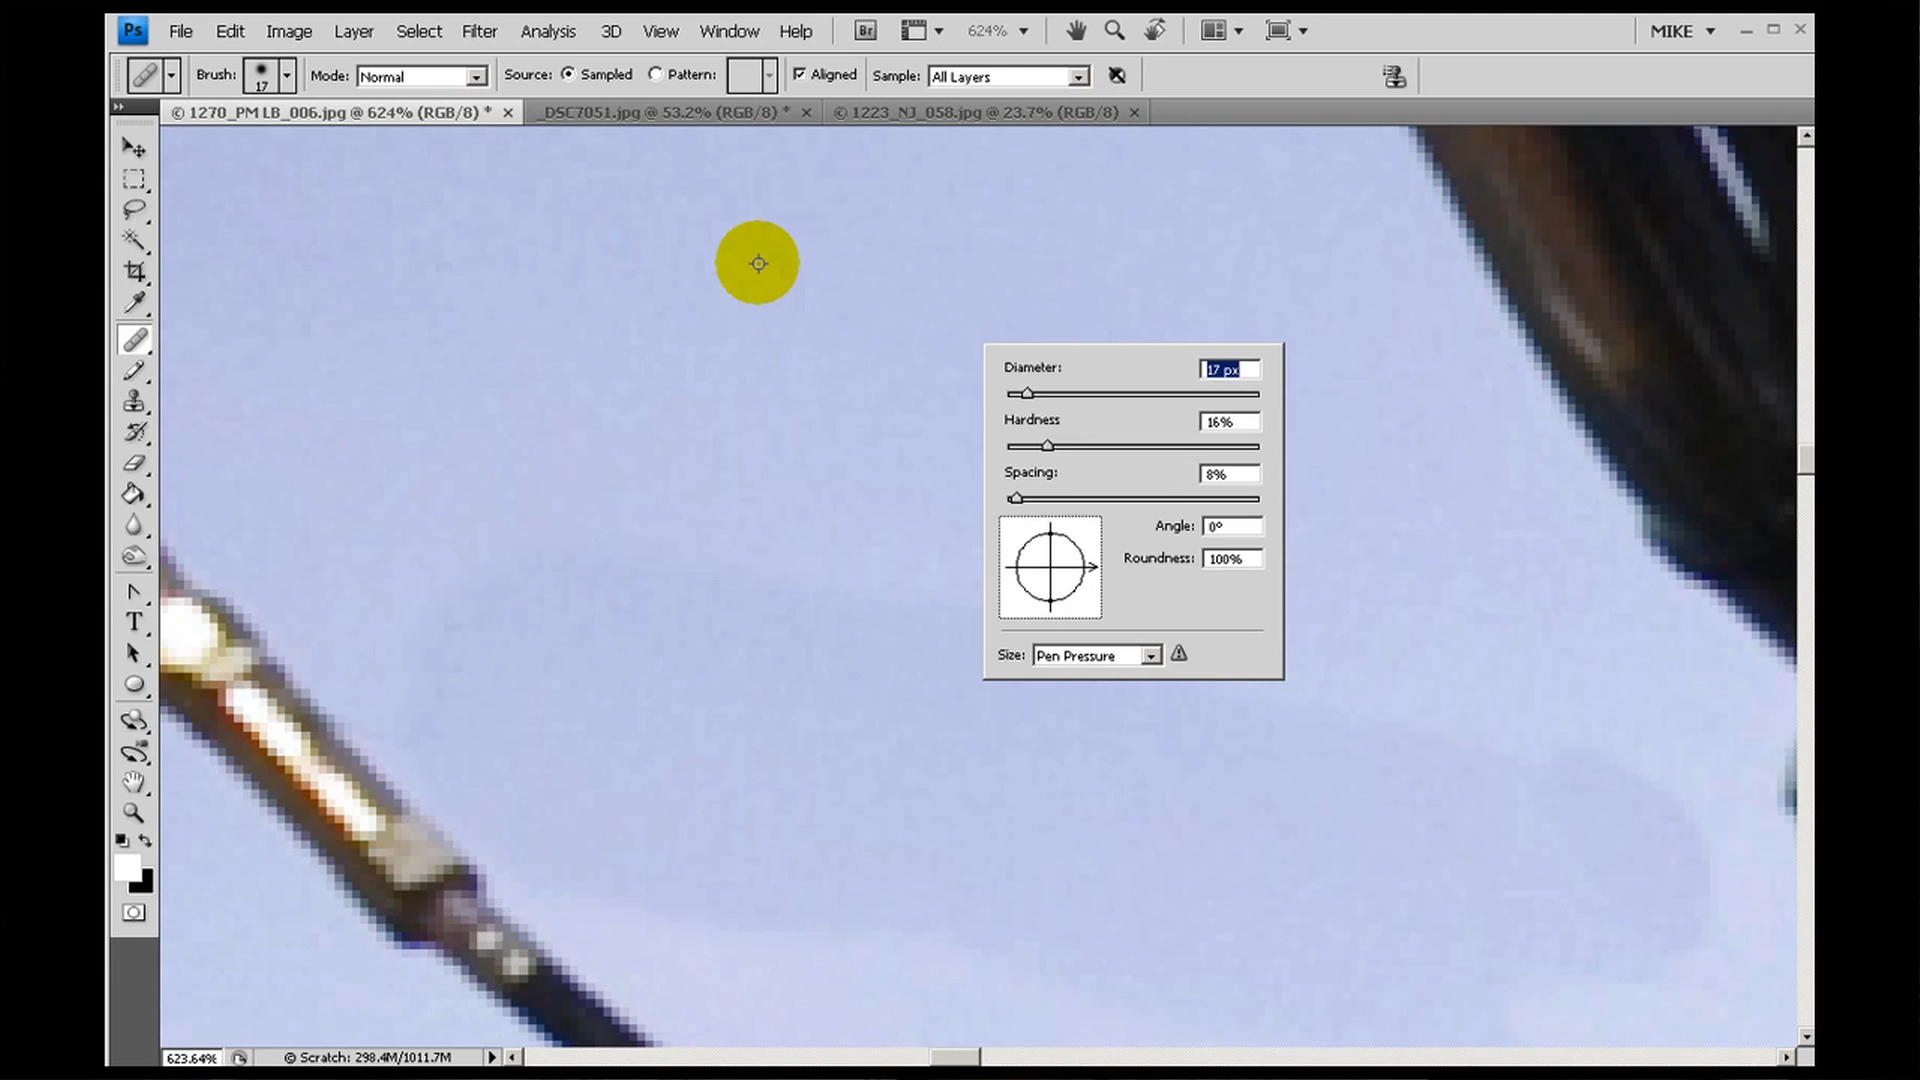 Ps File Edit Image Layer Select Filter Analysis 3D View Window Help Br 624% MIKE
Brush: 17 Mode: Normal Source: Sampled Pattern: Aligned Sample: All Layers
© 1270_PM LB_006.jpg @ 624% (RGB/8) * _DSC7051.jpg @ 53.2% (RGB/8) * © 1223_NJ_058.jpg @ 23.7% (RGB/8)
Diameter: 17 px
Hardness 16%
Spacing: 8%
Angle: 0°
Roundness: 100%
Size: Pen Pressure
T
623.64% © Scratch: 298.4M/1011.7M